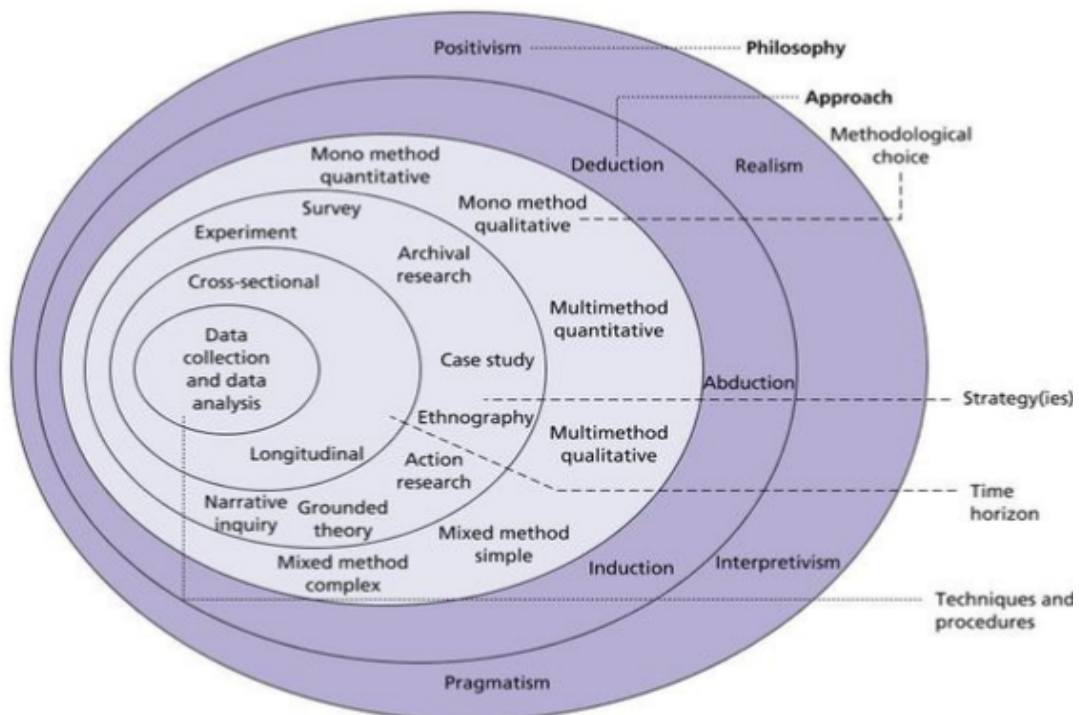 Positivism
Philosophy
Approach
Methodological
choice
Deduction
Realism
Mono method
quantitative
Mono method
qualitative
Survey
Experiment
Archival
research
Cross-sectional
Multimethod
quantitative
Data
collection
and data
analysis
Case study
Abduction
Strategy(ies)
Ethnography
Multimethod
qualitative
Longitudinal
Action
research
Time
horizon
Narrative
inquiry
Grounded
theory
Mixed method
simple
Mixed method
complex
Induction
Interpretivism
Techniques and
procedures
Pragmatism